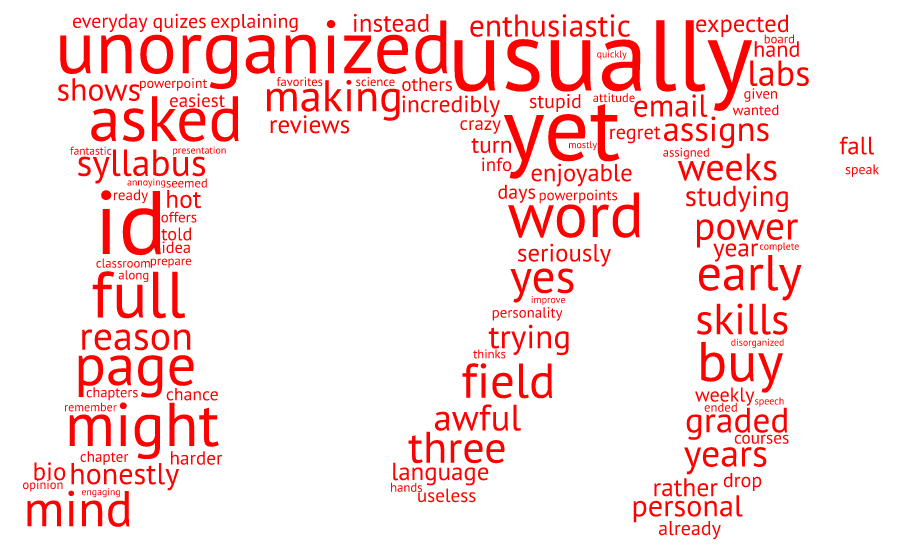 everyday quizes explaining instead enthusiastic expected
unorganized usually
quickly board hand
shows powerpoint favorites science others labs
easiest making incredibly stupid attitude email given
asked reviews crazy yet regret assigns wanted
fantastic presentation turn mostly assigned fall
syllabus info weeks speak
annoying seemed enjoyable
ready hot days powerpoints studying
id offers word power
told
idea seriously year complete
classroom prepare
along yes early
full improve
personality skills
reason trying disorganized
page thinks buy
chapters chance field weekly speech
remember ended
might awful graded
chapter harder three courses
bio honestly language years
opinion engaging hands useless rather drop
mind personal
already